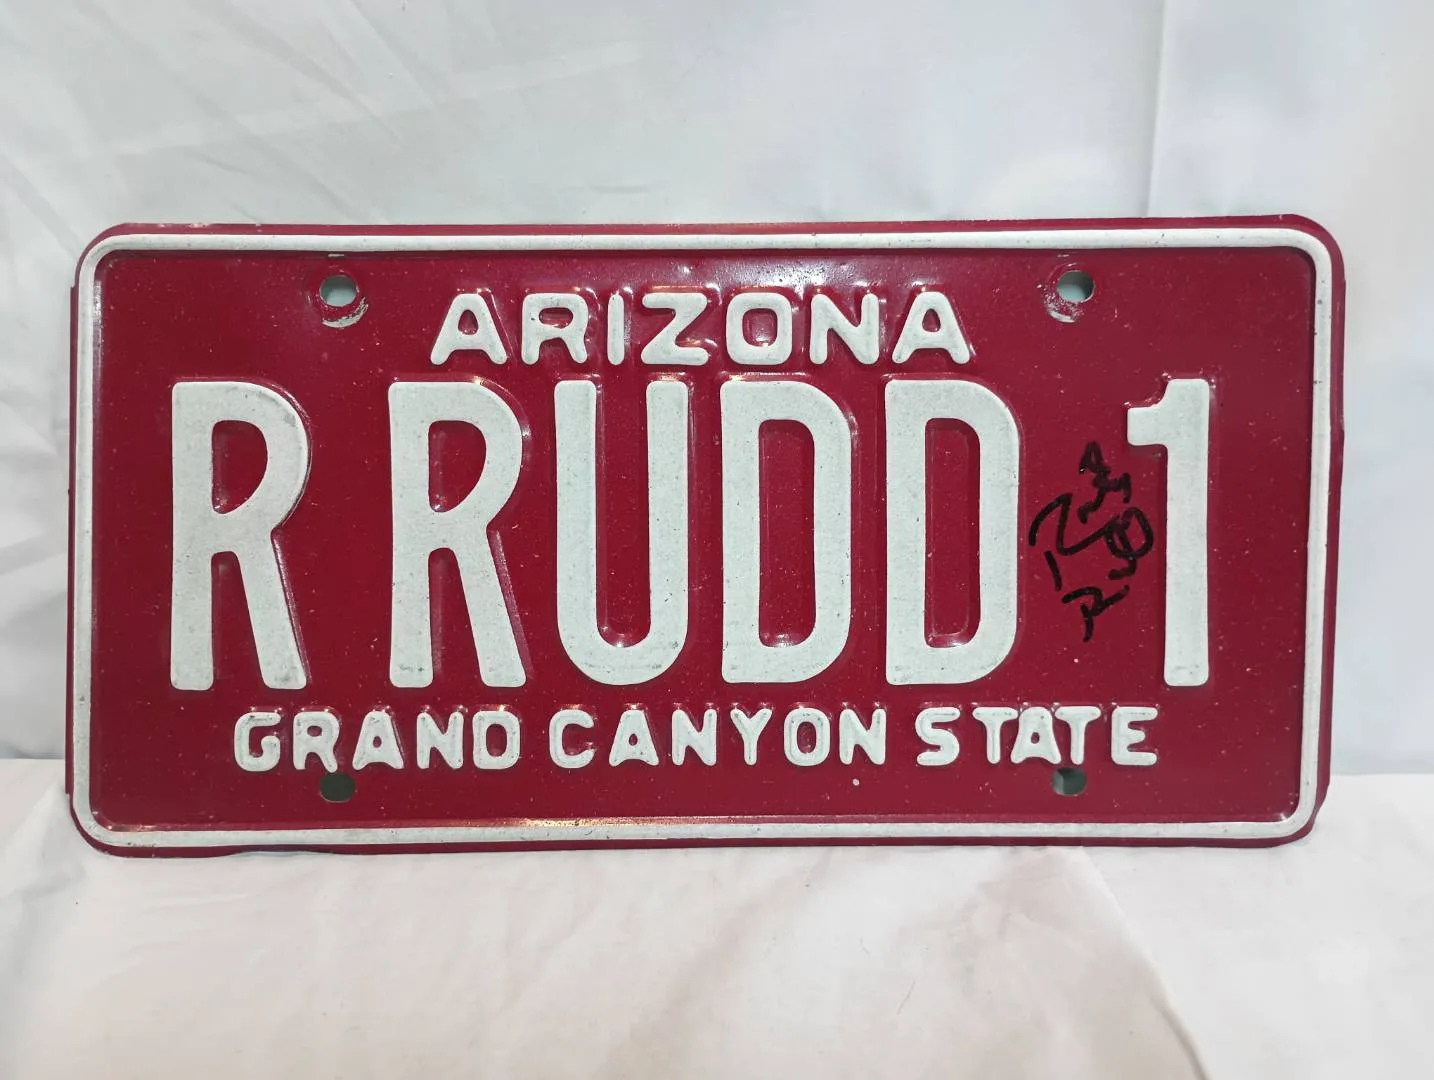 ARIZONA
R RUDD 1
GRAND CANYON STATE